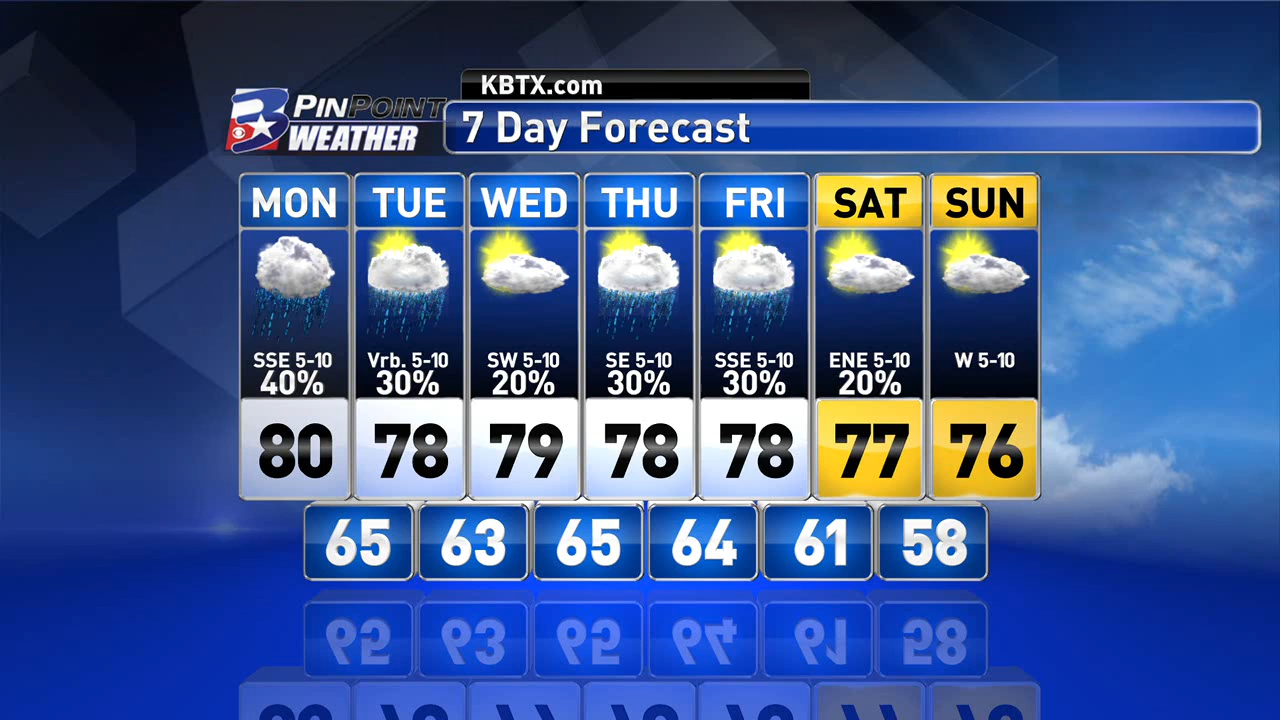 KBTX.com
3 PINPOINT
WEATHER
7 Day Forecast
MON TUE WED THU FRI SAT SUN
SSE 5-10 Vrb. 5-10 SW 5-10 SE 5-10 SSE 5-10 ENE 5-10 W 5-10
40% 30% 20% 30% 30% 20%
80 78 79 78 78 77 76
65 63 65 64 61 58